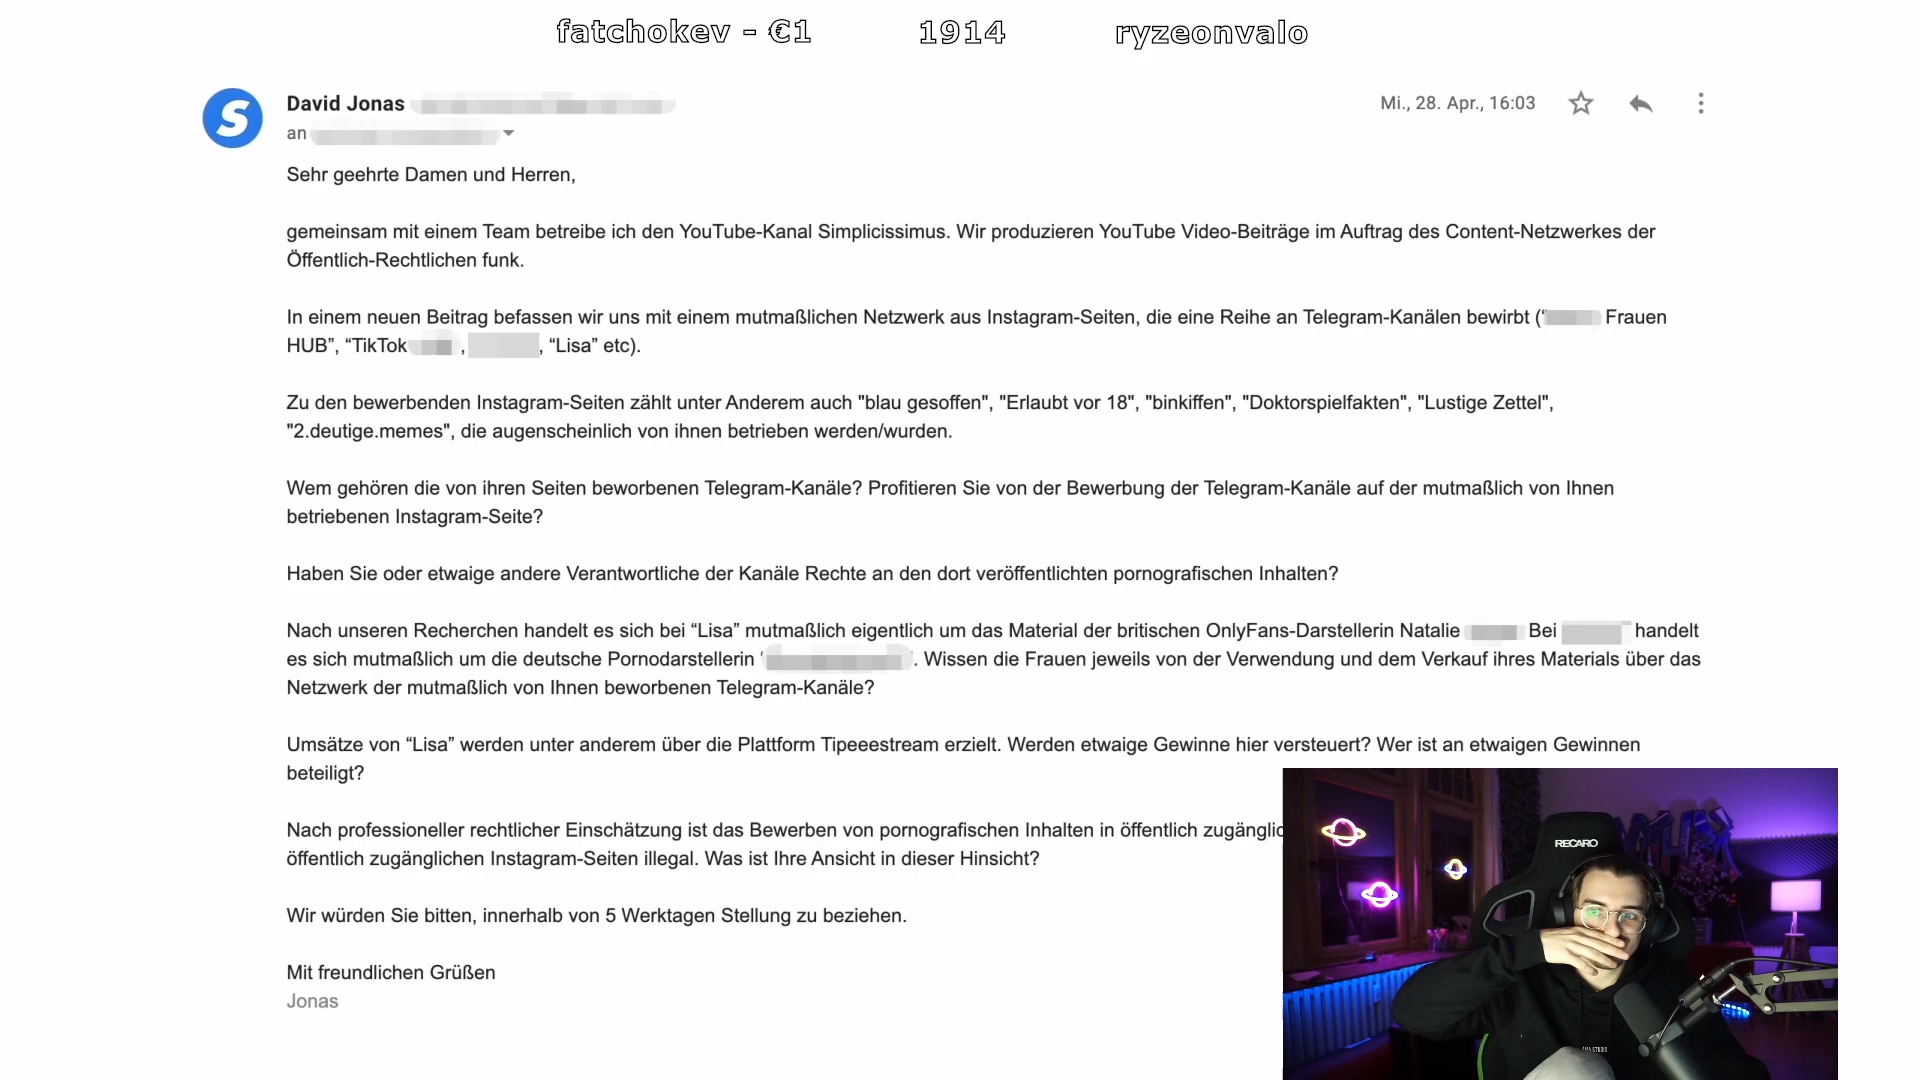 fatchokev - €1 1914 ryzeonvalo
David Jonas
Mi., 28. Apr., 16:03
an
Sehr geehrte Damen und Herren,
gemeinsam mit einem Team betreibe ich den YouTube-Kanal Simplicissimus. Wir produzieren YouTube Video-Beiträge im Auftrag des Content-Netzwerkes der
Öffentlich-Rechtlichen funk.
In einem neuen Beitrag befassen wir uns mit einem mutmaßlichen Netzwerk aus Instagram-Seiten, die eine Reihe an Telegram-Kanälen bewirbt (“ Frauen
HUB”, “TikTok , , “Lisa” etc).
Zu den bewerbenden Instagram-Seiten zählt unter Anderem auch "blau gesoffen", "Erlaubt vor 18", "binkiffen", "Doktorspielfakten", "Lustige Zettel",
"2.deutige.memes", die augenscheinlich von ihnen betrieben werden/wurden.
Wem gehören die von ihren Seiten beworbenen Telegram-Kanäle? Profitieren Sie von der Bewerbung der Telegram-Kanäle auf der mutmaßlich von Ihnen
betriebenen Instagram-Seite?
Haben Sie oder etwaige andere Verantwortliche der Kanäle Rechte an den dort veröffentlichten pornografischen Inhalten?
Nach unseren Recherchen handelt es sich bei “Lisa” mutmaßlich eigentlich um das Material der britischen OnlyFans-Darstellerin Natalie Bei handelt
es sich mutmaßlich um die deutsche Pornodarstellerin ‘ ’. Wissen die Frauen jeweils von der Verwendung und dem Verkauf ihres Materials über das
Netzwerk der mutmaßlich von Ihnen beworbenen Telegram-Kanäle?
Umsätze von “Lisa” werden unter anderem über die Plattform Tipeeestream erzielt. Werden etwaige Gewinne hier versteuert? Wer ist an etwaigen Gewinnen
beteiligt?
Nach professioneller rechtlicher Einschätzung ist das Bewerben von pornografischen Inhalten in öffentlich
öffentlich zugänglichen Instagram-Seiten illegal. Was ist Ihre Ansicht in dieser Hinsicht?
Wir würden Sie bitten, innerhalb von 5 Werktagen Stellung zu beziehen.
Mit freundlichen Grüßen
Jonas
RECARO